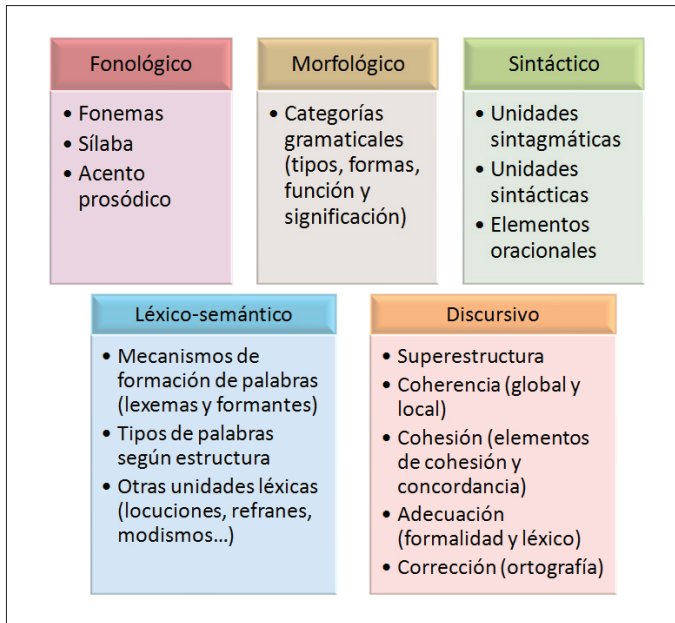 Fonológico
• Fonemas
• Sílaba
• Acento
prosódico
Morfológico
• Categorías
gramaticales
(tipos, formas,
función y
significación)
Sintáctico
• Unidades
sintagmáticas
• Unidades
sintácticas
• Elementos
oracionales
Léxico-semántico
• Mecanismos de
formación de palabras
(lexemas y formantes)
• Tipos de palabras
según estructura
• Otras unidades léxicas
(locuciones, refranes,
modismos...)
Discursivo
• Superestructura
• Coherencia (global y
local)
• Cohesión (elementos
de cohesión y
concordancia)
• Adecuación
(formalidad y léxico)
• Corrección (ortografía)